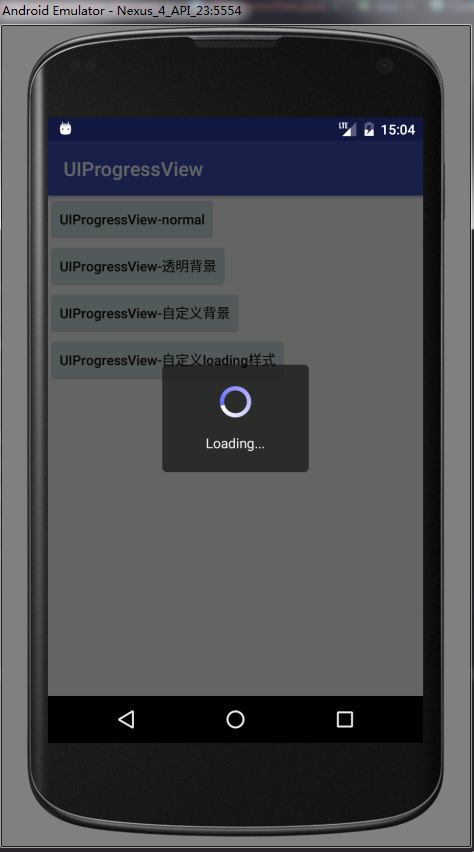 Android Emulator - Nexus_4_API_23:5554
LTE 15:04
UIProgressView
UIProgressView-normal
UIProgressView-透明背景
UIProgressView-自定义背景
UIProgressView-自定义loading样式
Loading...